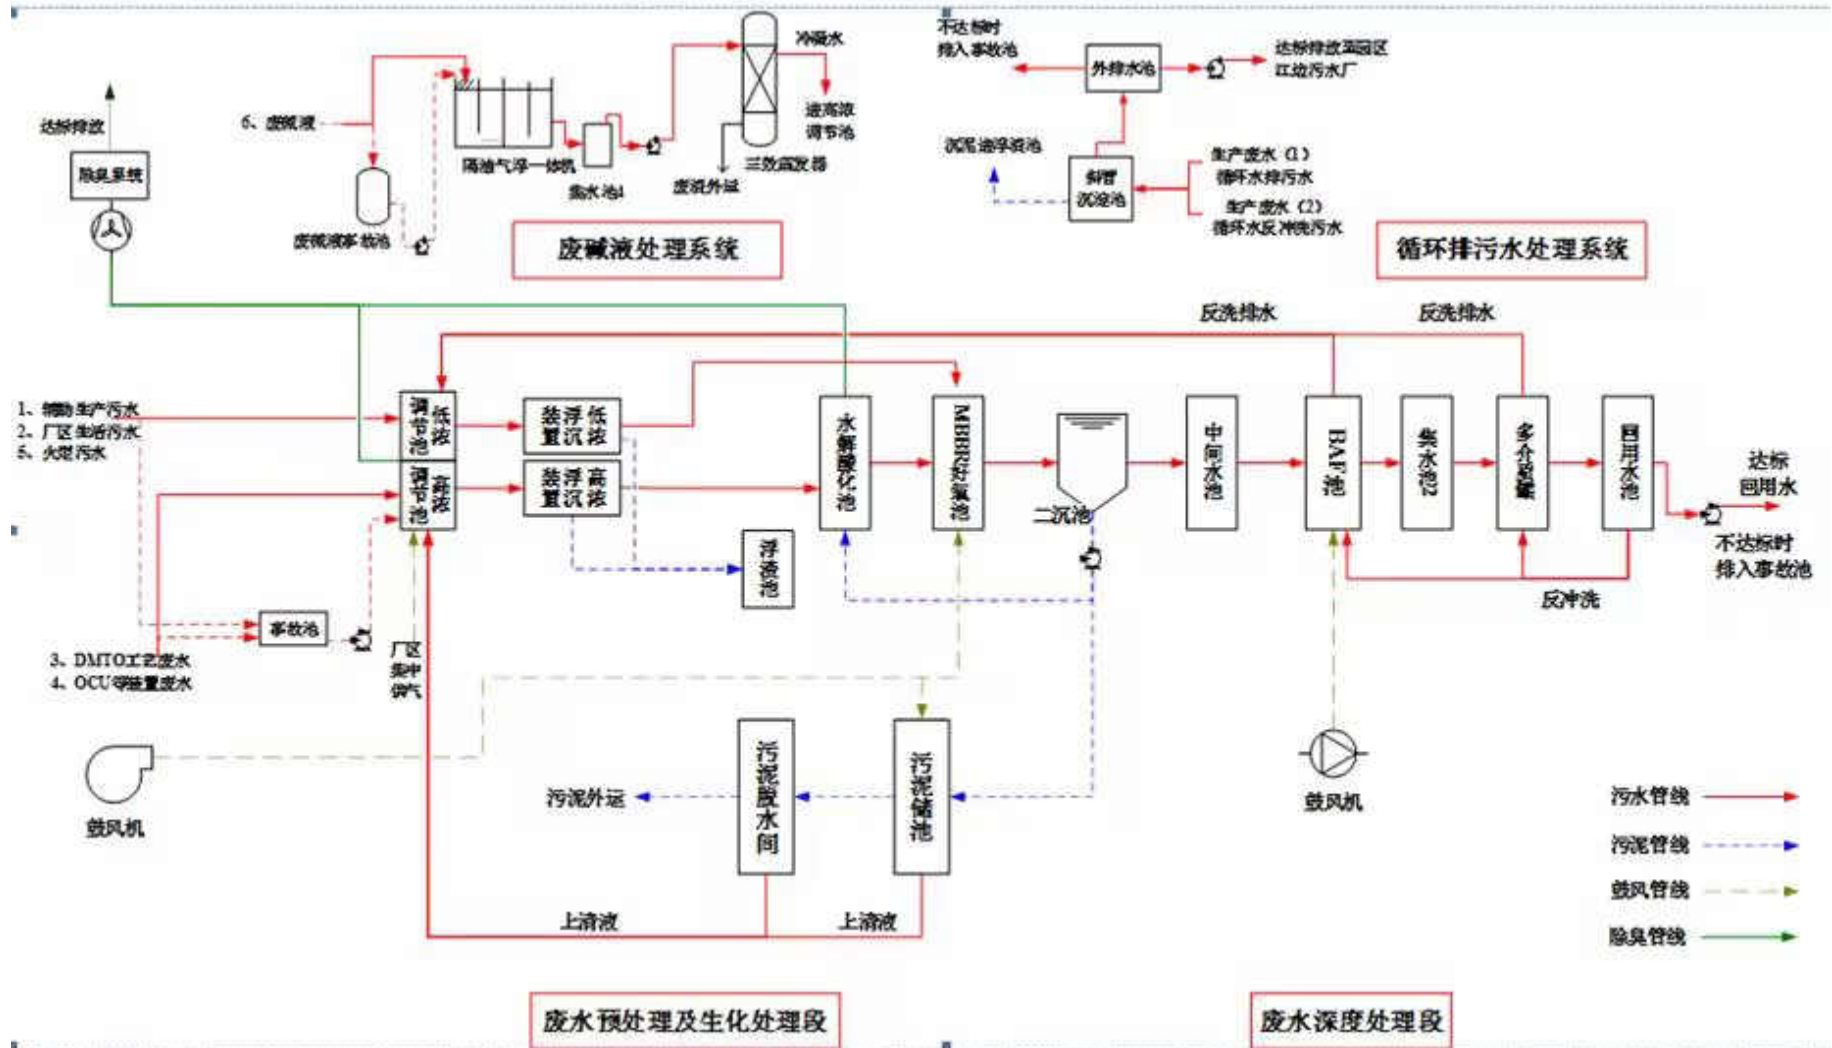 不达标时
排入事故池
外排水池
达标排放至园区
江边污水厂
冷凝水
进高浓
调节池
达标排放
除臭系统
6、废碱液
隔油气浮一体机
集水池1
三效蒸发器
废渣外运
废碱液事故池
沉泥进浮渣池
斜管
沉淀池
生产废水(1)
循环水排污水
生产废水(2)
循环水反冲洗污水
废碱液处理系统
循环排污水处理系统
反洗排水
反洗排水
1、辅助生产污水
2、厂区生活污水
5、火炬污水
低浓
调节池
高浓
调节池
低浓
浮沉
装置
高浓
浮沉
装置
水解酸化池
MBBR好氧池
二沉池
中间水池
BAF池
集水池2
多介质罐
回用水池
达标
回用水
不达标时
排入事故池
反冲洗
浮渣池
事故池
3、DMTO工艺废水
4、OCU等装置废水
厂区
集中
供气
鼓风机
污泥外运
污泥脱水间
污泥储池
鼓风机
上清液
上清液
污水管线
污泥管线
鼓风管线
除臭管线
废水预处理及生化处理段
废水深度处理段